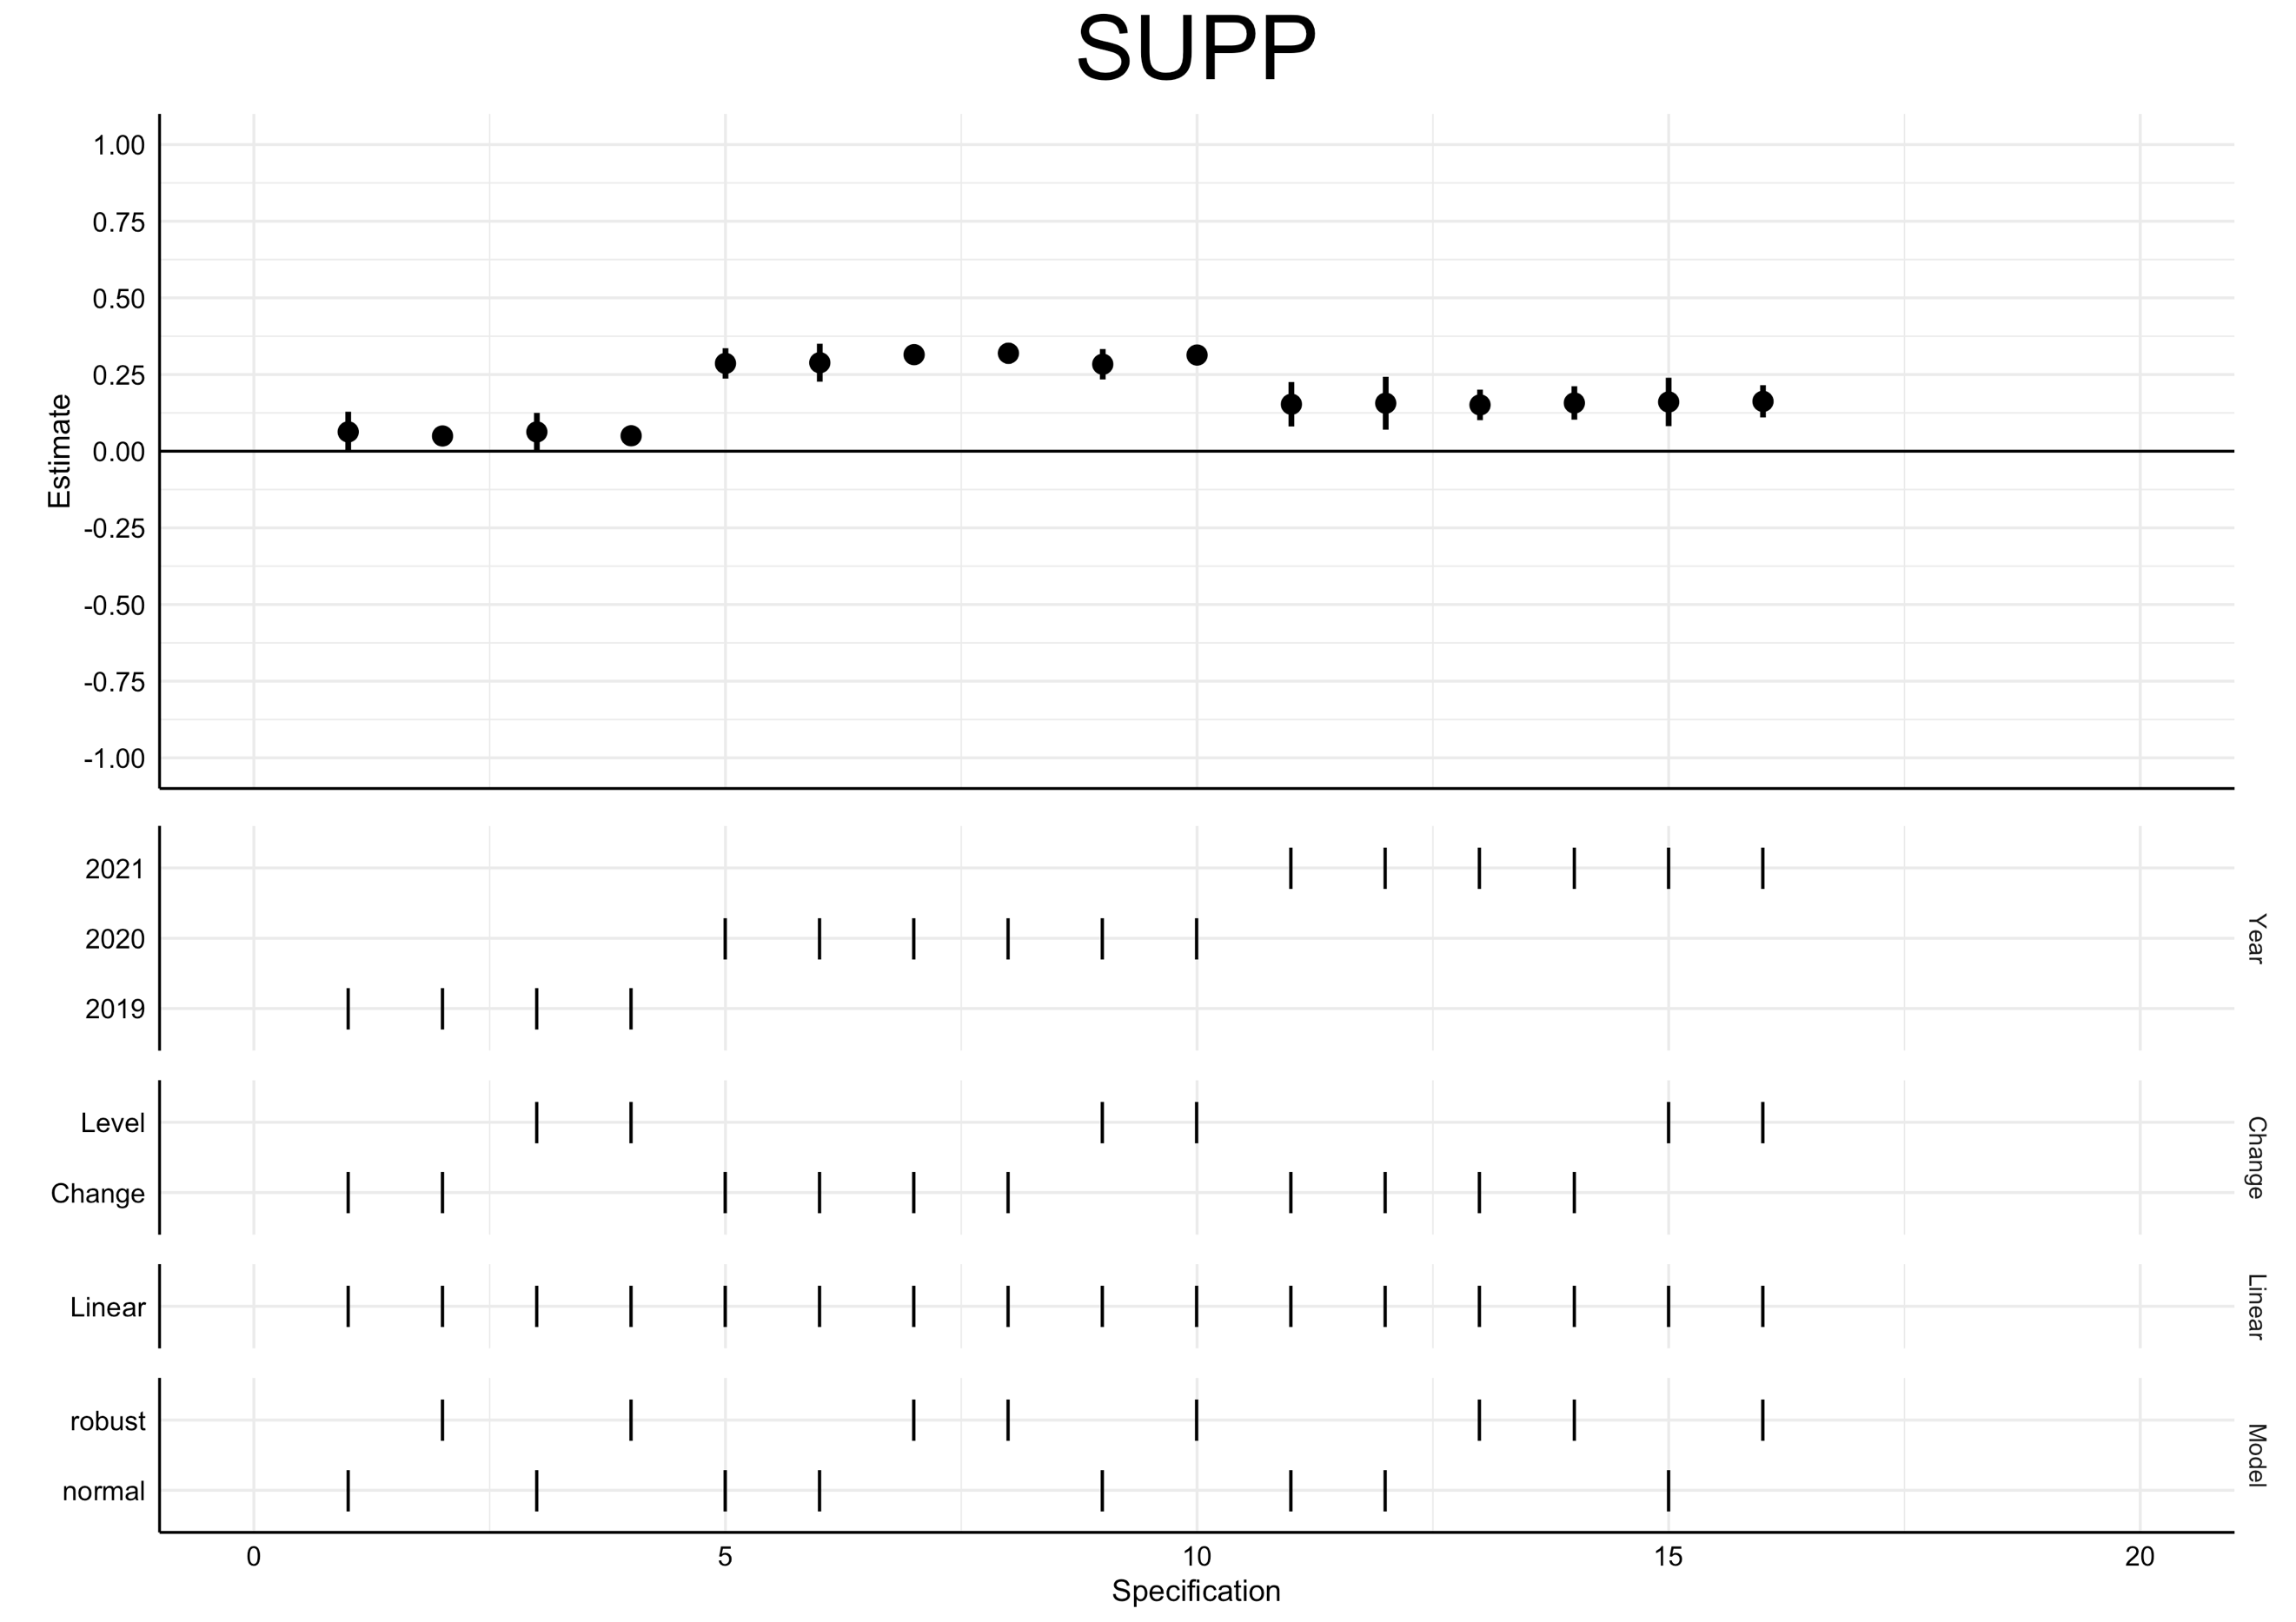 SUPP
Estimate
1.00
0.75
0.50
0.25
0.00
-0.25
-0.50
-0.75
-1.00
2021
2020
2019
Year
Level
Change
Change
Linear
Linear
robust
normal
Model
0 5 10 15 20
Specification